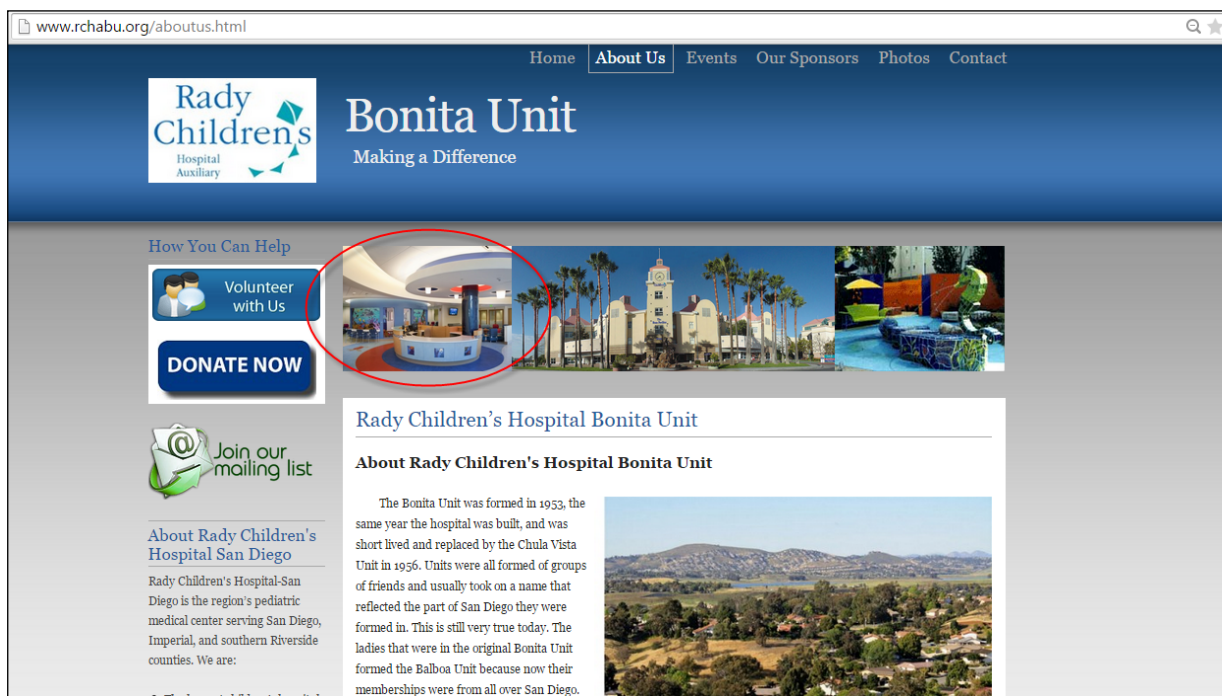 www.rchabu.org/aboutus.html
Home About Us Events Our Sponsors Photos Contact
Rady
Children's
Hospital
Auxiliary
Bonita Unit
Making a Difference
How You Can Help
Volunteer
with Us
DONATE NOW
Join our
mailing list
About Rady Children's
Hospital San Diego
Rady Children's Hospital-San
Diego is the region's pediatric
medical center serving San Diego,
Imperial, and southern Riverside
counties. We are:
Rady Children's Hospital Bonita Unit
About Rady Children's Hospital Bonita Unit
The Bonita Unit was formed in 1953, the
same year the hospital was built, and was
short lived and replaced by the Chula Vista
Unit in 1956. Units were all formed of groups
of friends and usually took on a name that
reflected the part of San Diego they were
formed in. This is still very true today. The
ladies that were in the original Bonita Unit
formed the Balboa Unit because now their
memberships were from all over San Diego.